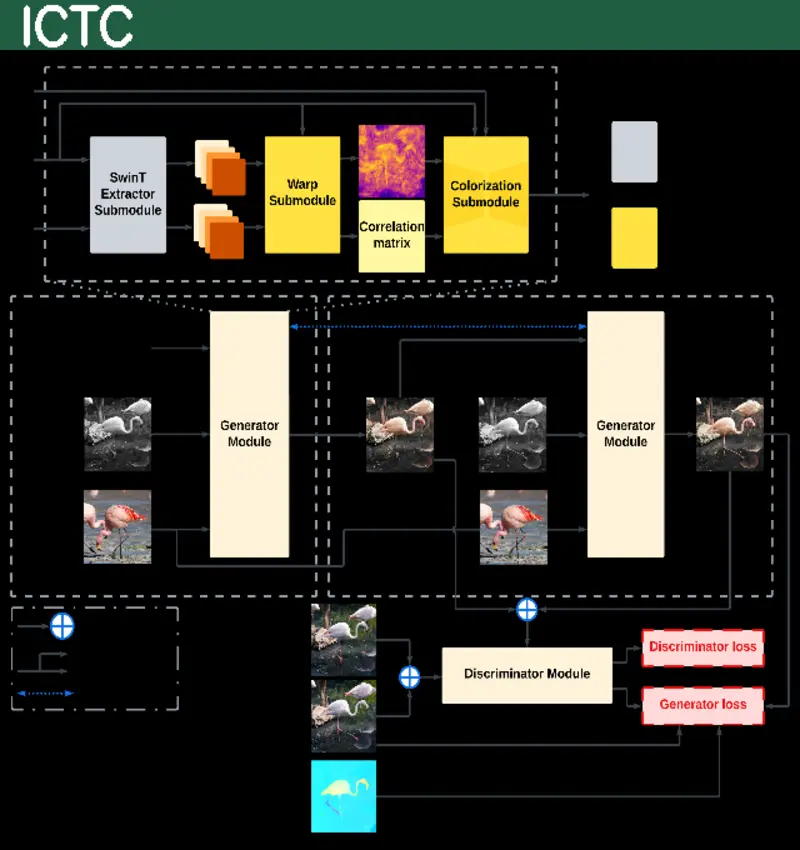 ICTC
SwinT
Extractor
Submodule
Warp
Submodule
Correlation
matrix
Colorization
Submodule
Generator
Module
Generator
Module
Discriminator Module
Discriminator loss
Generator loss